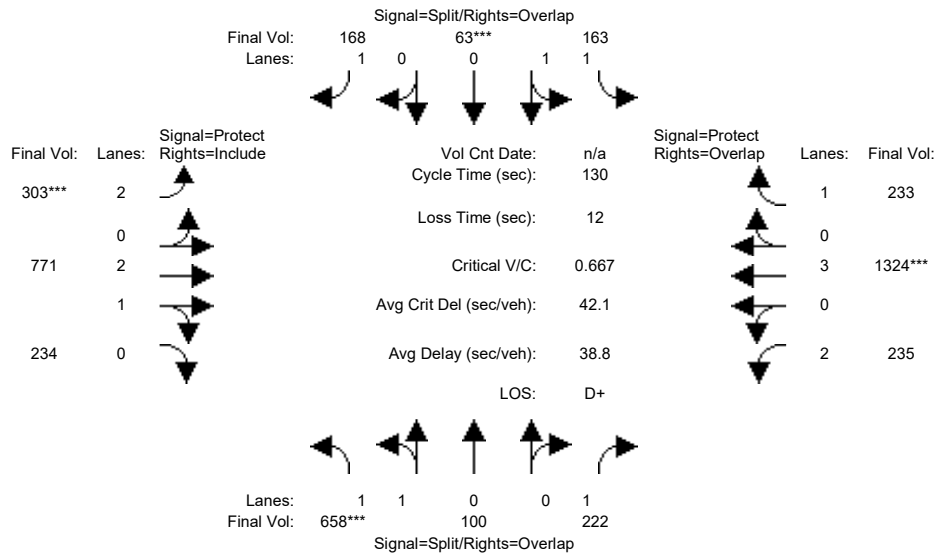 Signal=Split/Rights=Overlap
Final Vol: 168 63*** 163
Lanes: 1 0 0 1 1
Signal=Protect
Final Vol: Lanes: Rights=Include
Vol Cnt Date: n/a
Signal=Protect
Rights=Overlap Lanes: Final Vol:
Cycle Time (sec): 130
303*** 2
1 233
Loss Time (sec): 12
0
0
771 2
Critical V/C: 0.667
3 1324***
1
Avg Crit Del (sec/veh): 42.1
0
234 0
Avg Delay (sec/veh): 38.8
2 235
LOS: D+
Lanes: 1 1 0 0 1
Final Vol: 658*** 100 222
Signal=Split/Rights=Overlap